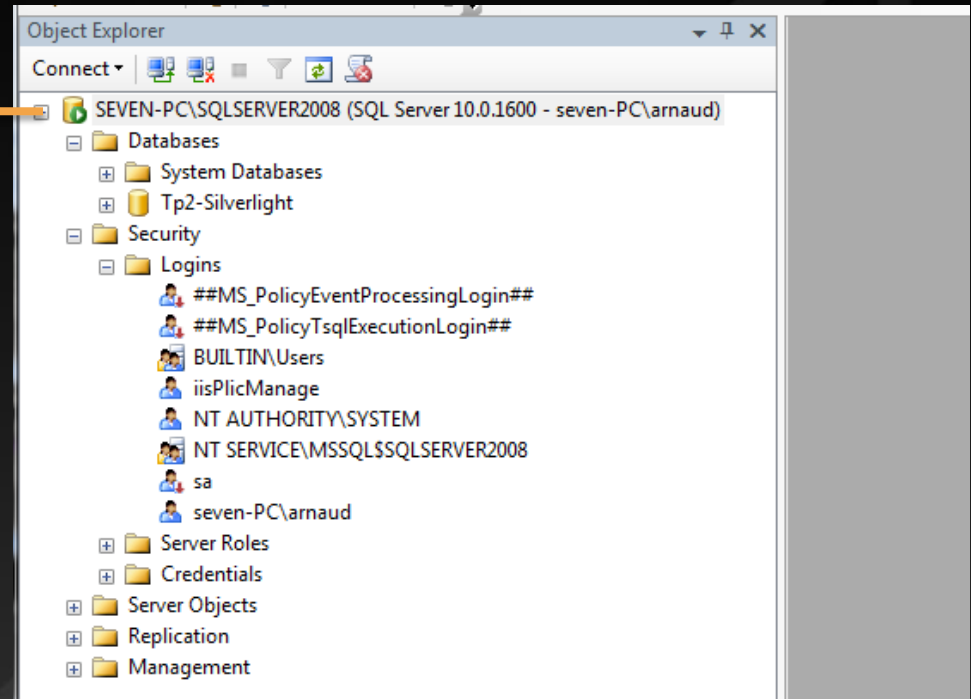 Object Explorer
Connect
SEVEN-PC\SQLSERVER2008 (SQL Server 10.0.1600 - seven-PC\arnaud)
Databases
System Databases
Tp2-Silverlight
Security
Logins
##MS_PolicyEventProcessingLogin##
##MS_PolicyTsqlExecutionLogin##
BUILTIN\Users
iisPlicManage
NT AUTHORITY\SYSTEM
NT SERVICE\MSSQL$SQLSERVER2008
sa
seven-PC\arnaud
Server Roles
Credentials
Server Objects
Replication
Management